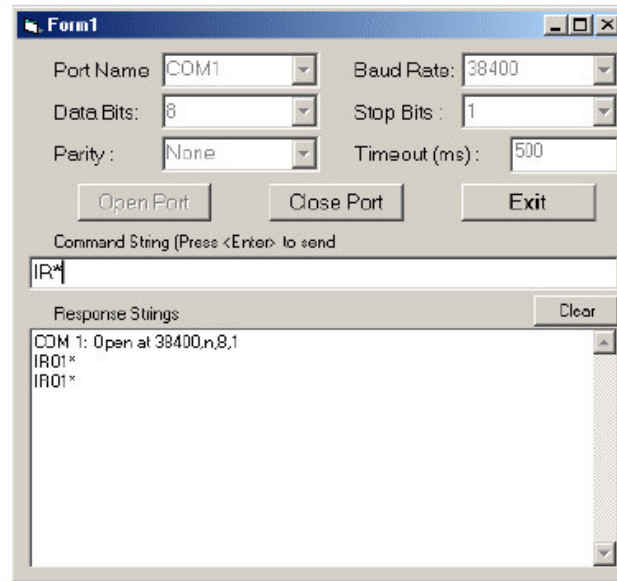 Form1
Port Name COM1 Baud Rate: 38400
Data Bits: 8 Stop Bits : 1
Parity : None Timeout (ms) : 500
Open Port Close Port Exit
Command String (Press <Enter> to send
IR*
Response Strings Clear
COM 1: Open at 38400,n,8,1
IR01*
IR01*